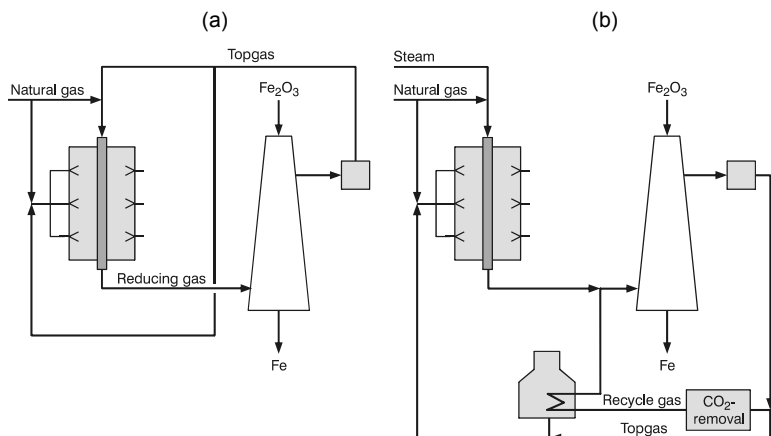 (a)
Topgas
Natural gas
Fe₂O₃
Reducing gas
Fe
(b)
Steam
Natural gas
Fe₂O₃
Fe
Recycle gas
CO₂-
removal
Topgas